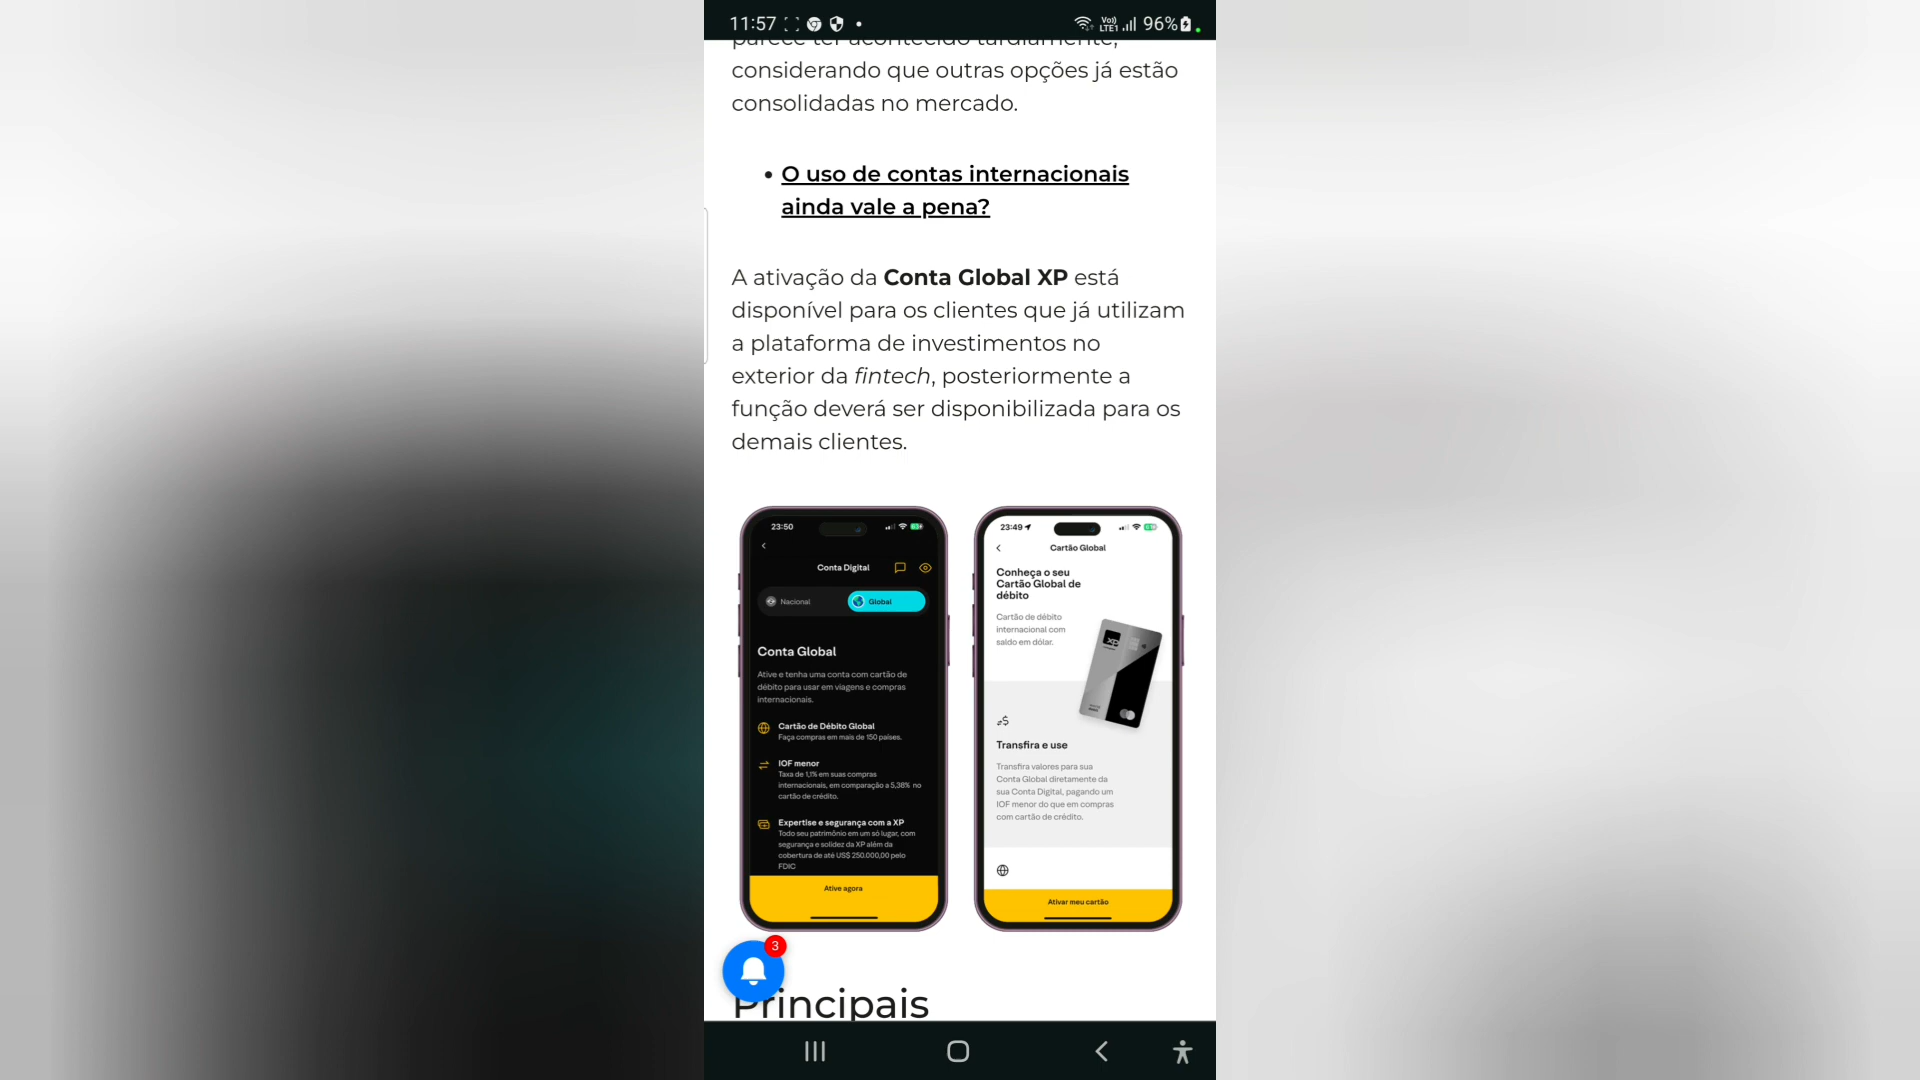 11:57
VoLTE1 96%
parece ter acontecido tardiamente,
considerando que outras opções já estão
consolidadas no mercado.
• O uso de contas internacionais
ainda vale a pena?
A ativação da Conta Global XP está
disponível para os clientes que já utilizam
a plataforma de investimentos no
exterior da fintech, posteriormente a
função deverá ser disponibilizada para os
demais clientes.
23:50
Conta Digital
Nacional Global
Conta Global
Ative e tenha uma conta com cartão de
débito para usar em viagens e compras
internacionais.
Cartão de Débito Global
Faça compras em mais de 150 países.
IOF menor
Taxa de 1,1% em suas compras
internacionais, em comparação a 5,38% no
cartão de crédito.
Expertise e segurança com a XP
Todo seu patrimônio em um só lugar, com
segurança e solidez da XP além da
cobertura de até US$ 250.000,00 pelo
FDIC
Ative agora
23:49
Cartão Global
Conheça o seu
Cartão Global de
débito
Cartão de débito
internacional com
saldo em dólar.
XP
Transfira e use
Transfira valores para sua
Conta Global diretamente da
sua Conta Digital, pagando um
IOF menor do que em compras
com cartão de crédito.
Ativar meu cartão
3
Principais